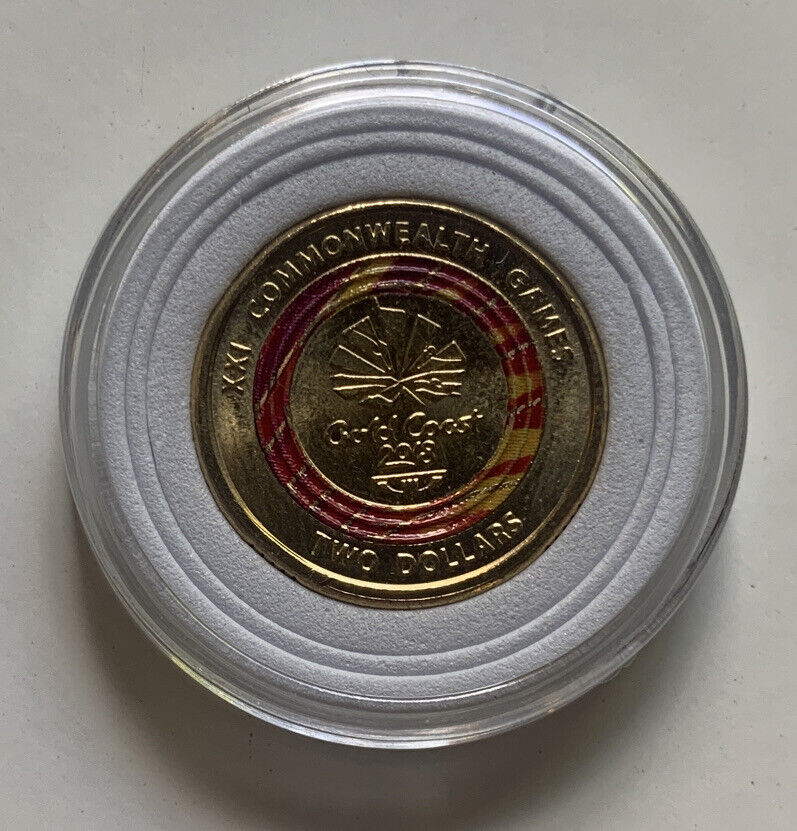 XXI COMMONWEALTH GAMES
Gold Coast
2018
TWO DOLLARS